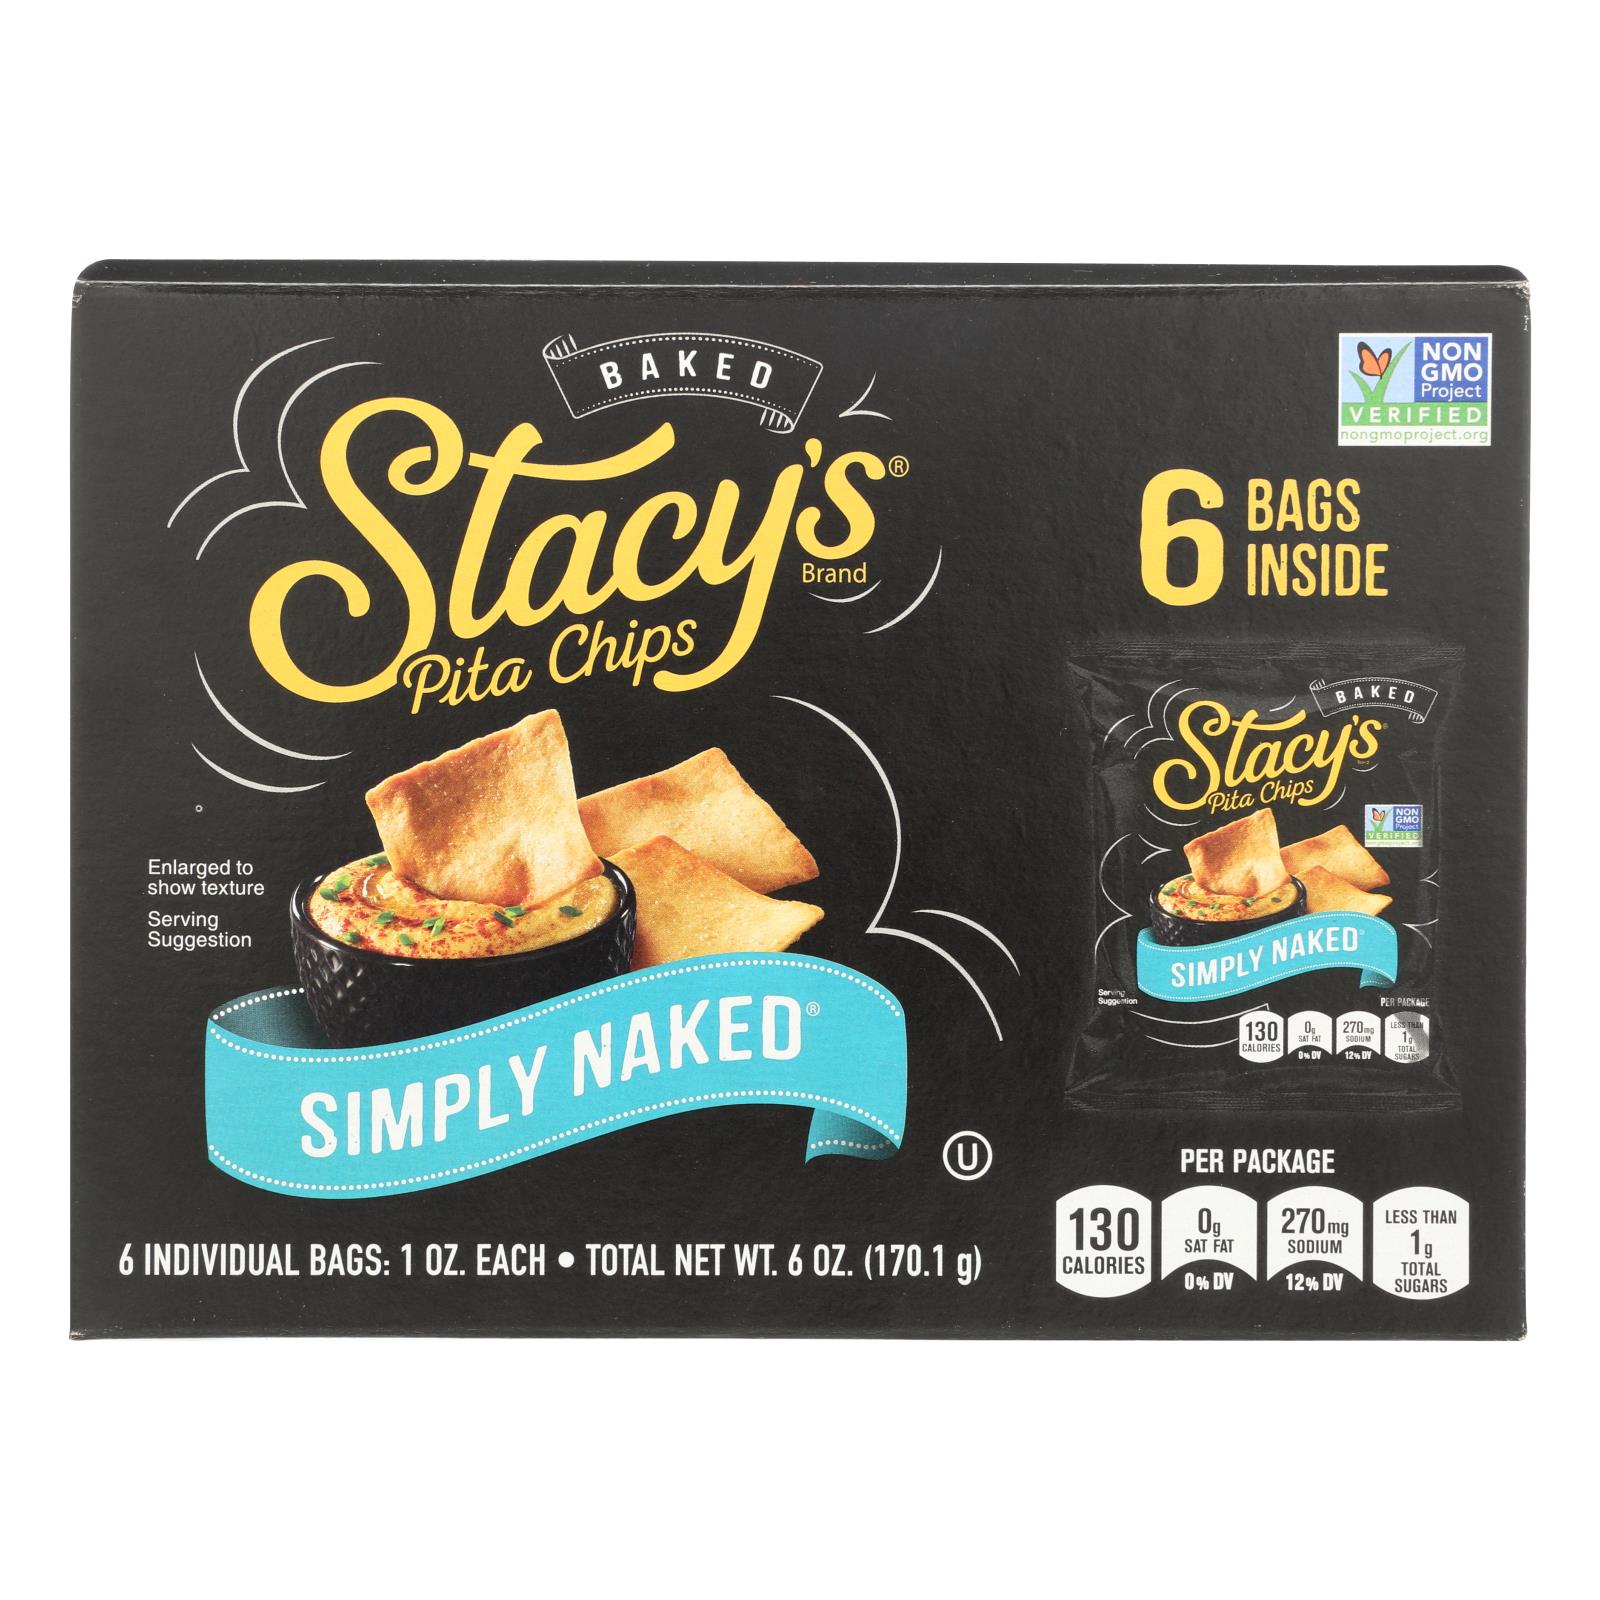 BAKED
Stacy's®
Brand
Pita Chips
NON
GMO
Project
VERIFIED
nongmoproject.org
6 BAGS
INSIDE
Enlarged to
show texture
Serving
Suggestion
SIMPLY NAKED®
U
6 INDIVIDUAL BAGS: 1 OZ. EACH • TOTAL NET WT. 6 OZ. (170.1 g)
BAKED
Stacy's®
Pita Chips
NON
GMO
Project
VERIFIED
SIMPLY NAKED®
Serving
Suggestion
PER PACKAGE
130
CALORIES
0g
SAT FAT
0% DV
270mg
SODIUM
12% DV
LESS THAN
1g
TOTAL
SUGARS
PER PACKAGE
130
CALORIES
0g
SAT FAT
0% DV
270mg
SODIUM
12% DV
LESS THAN
1g
TOTAL
SUGARS